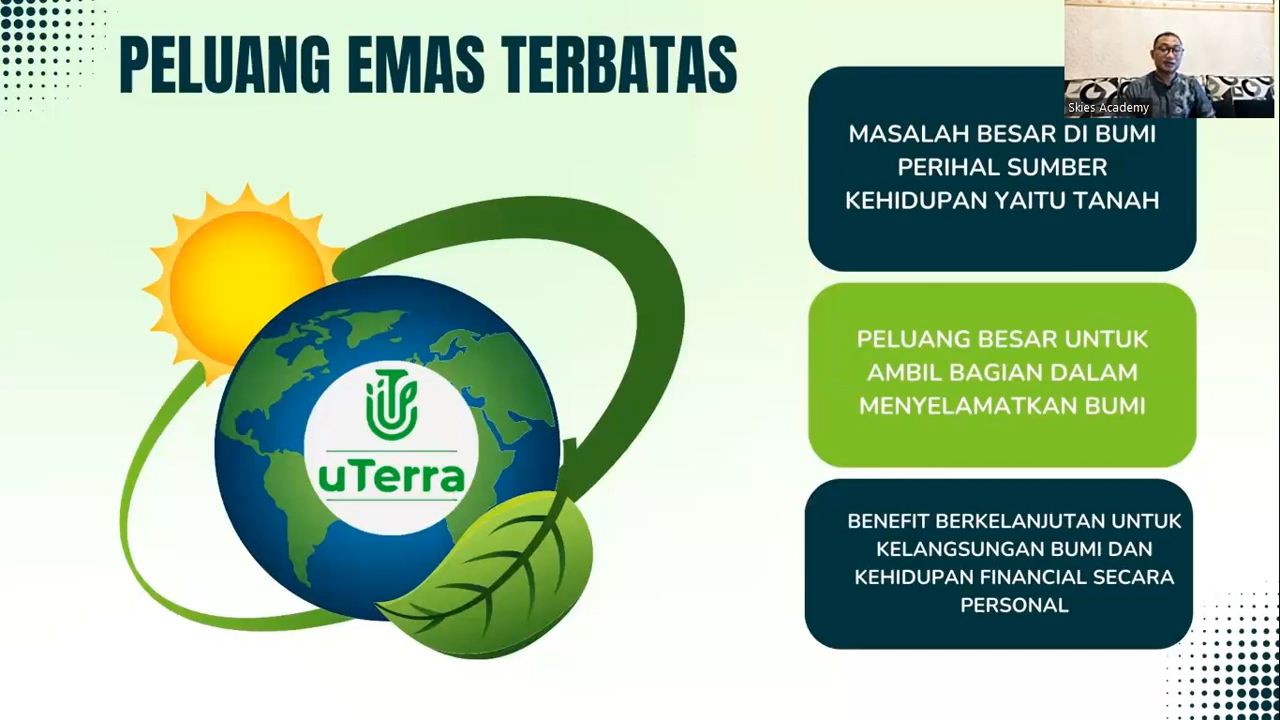 PELUANG EMAS TERBATAS
Skies Academy
MASALAH BESAR DI BUMI
PERIHAL SUMBER
KEHIDUPAN YAITU TANAH
PELUANG BESAR UNTUK
AMBIL BAGIAN DALAM
MENYELAMATKAN BUMI
uTerra
BENEFIT BERKELANJUTAN UNTUK
KELANGSUNGAN BUMI DAN
KEHIDUPAN FINANCIAL SECARA
PERSONAL